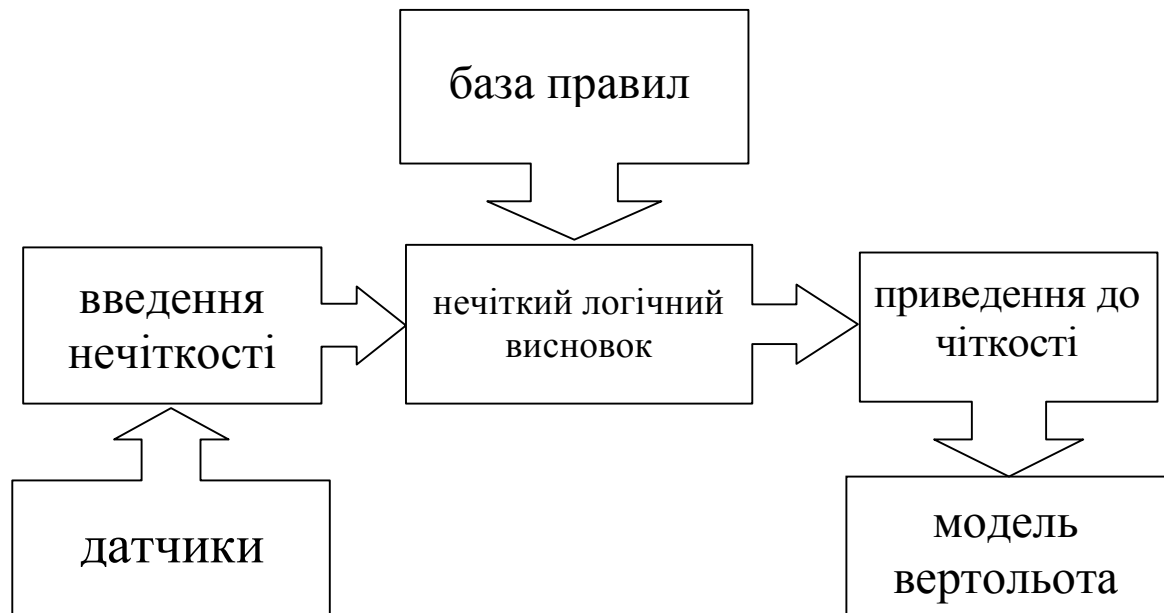 база правил
введення
нечіткості
нечіткий логічний
висновок
приведення до
чіткості
датчики
модель
вертольота